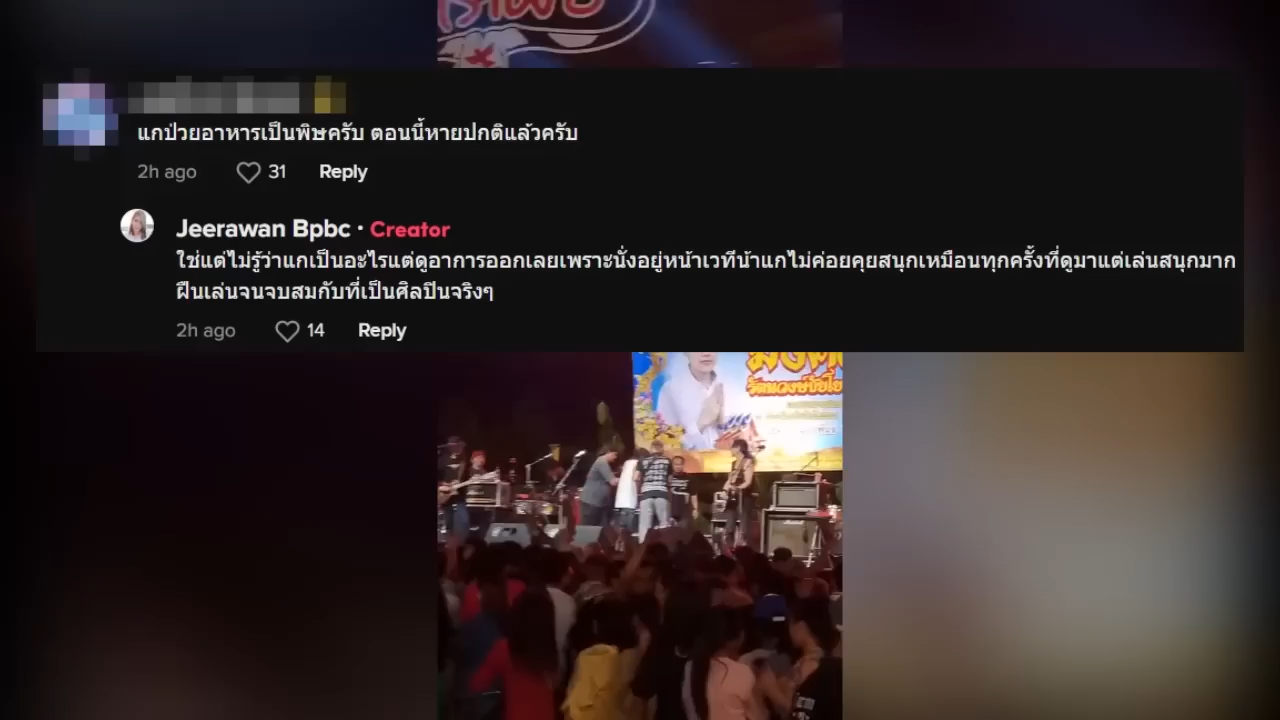 แกป่วยอาหารเป็นพิษครับ ตอนนี้หายปกติแล้วครับ
2h ago 31 Reply
Jeerawan Bpbc · Creator
ใช่แต่ไม่รู้ว่าแกเป็นอะไรแต่ดูอาการออกเลยเพราะนั่งอยู่หน้าเวทีน้าแกไม่ค่อยคุยสนุกเหมือนทุกครั้งที่ดูมาแต่เล่นสนุกมาก
ฝืนเล่นจนจบสมกับที่เป็นศิลปินจริงๆ
2h ago 14 Reply